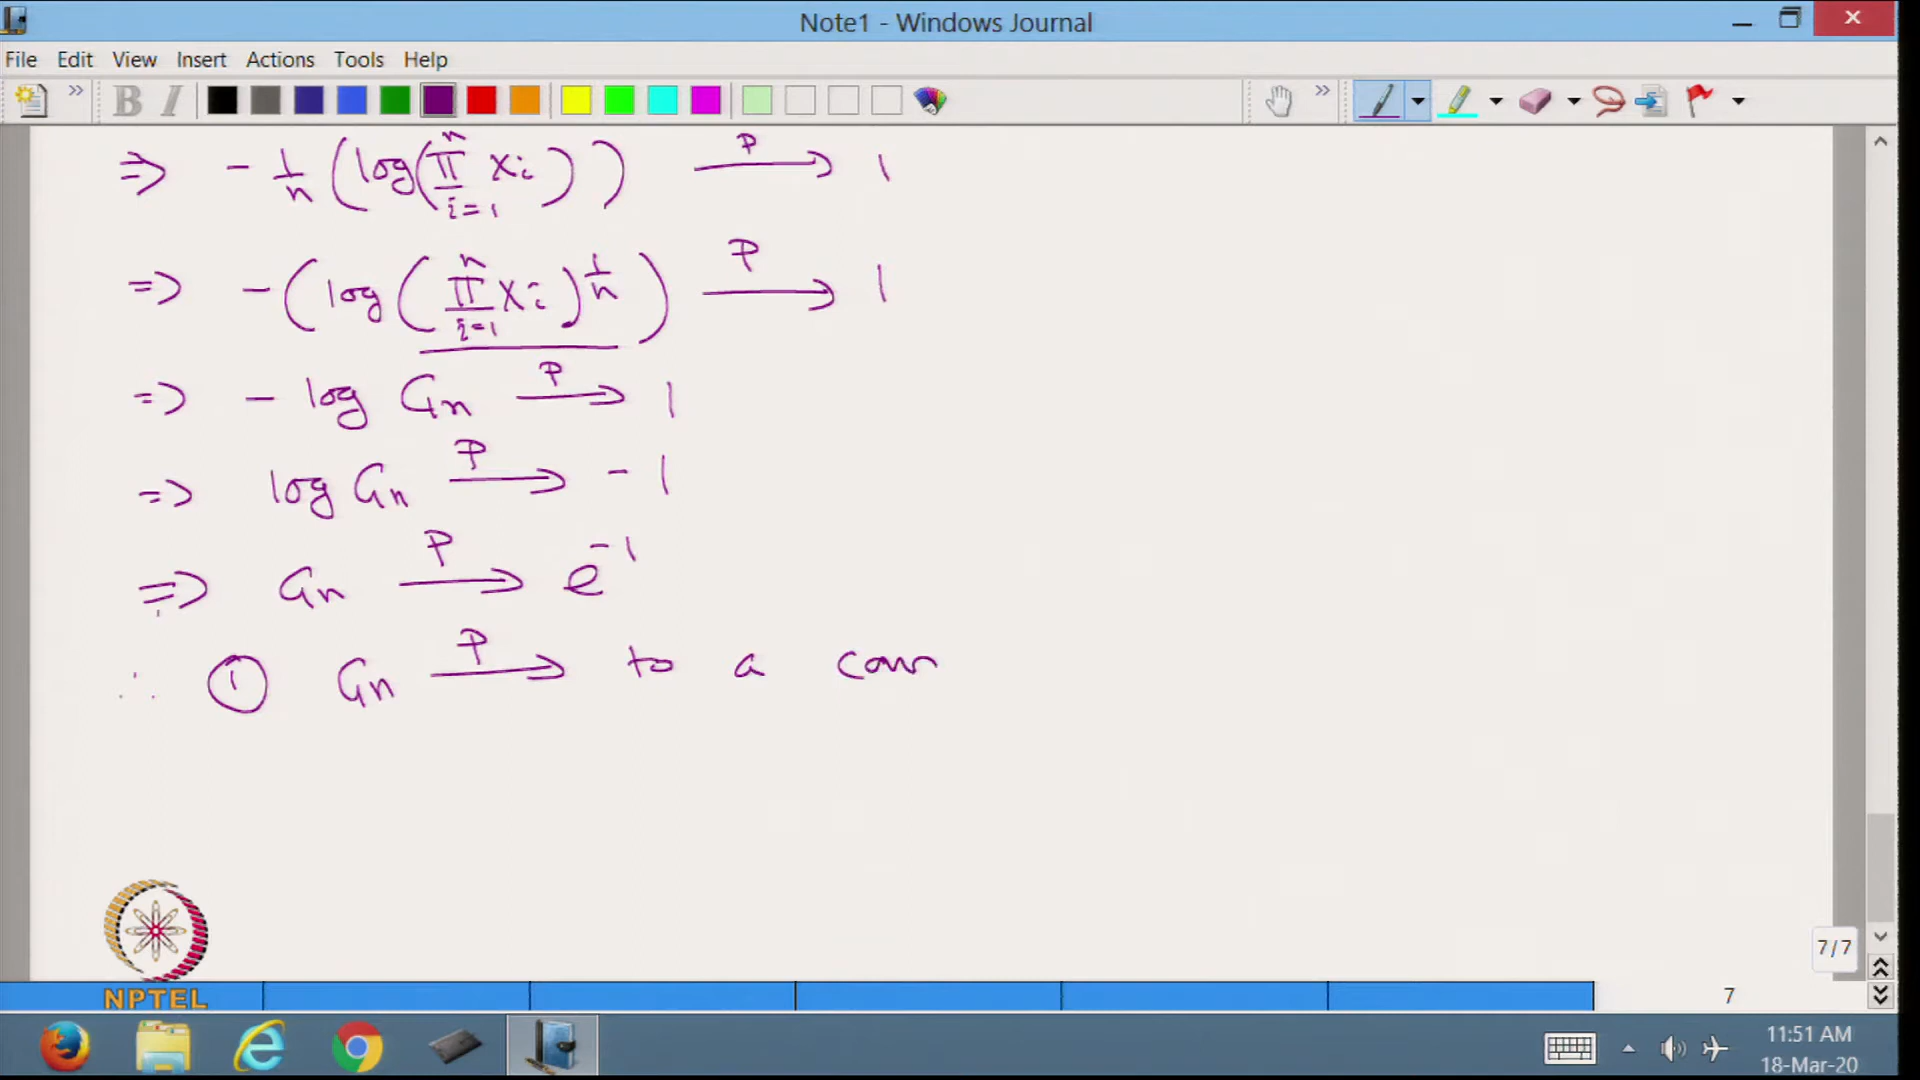 Note1 - Windows Journal
File Edit View Insert Actions Tools Help
B I
⇒ - 1/n (log(∏_{i=1}^{n} Xi)) →^P 1
⇒ - (log(∏_{i=1}^{n} Xi)^{1/n}) →^P 1
⇒ - log Gn →^P 1
⇒ log Gn →^P -1
⇒ Gn →^P e^{-1}
∴ ① Gn →^P to a con
7/7
NPTEL
7
11:51 AM
18-Mar-20